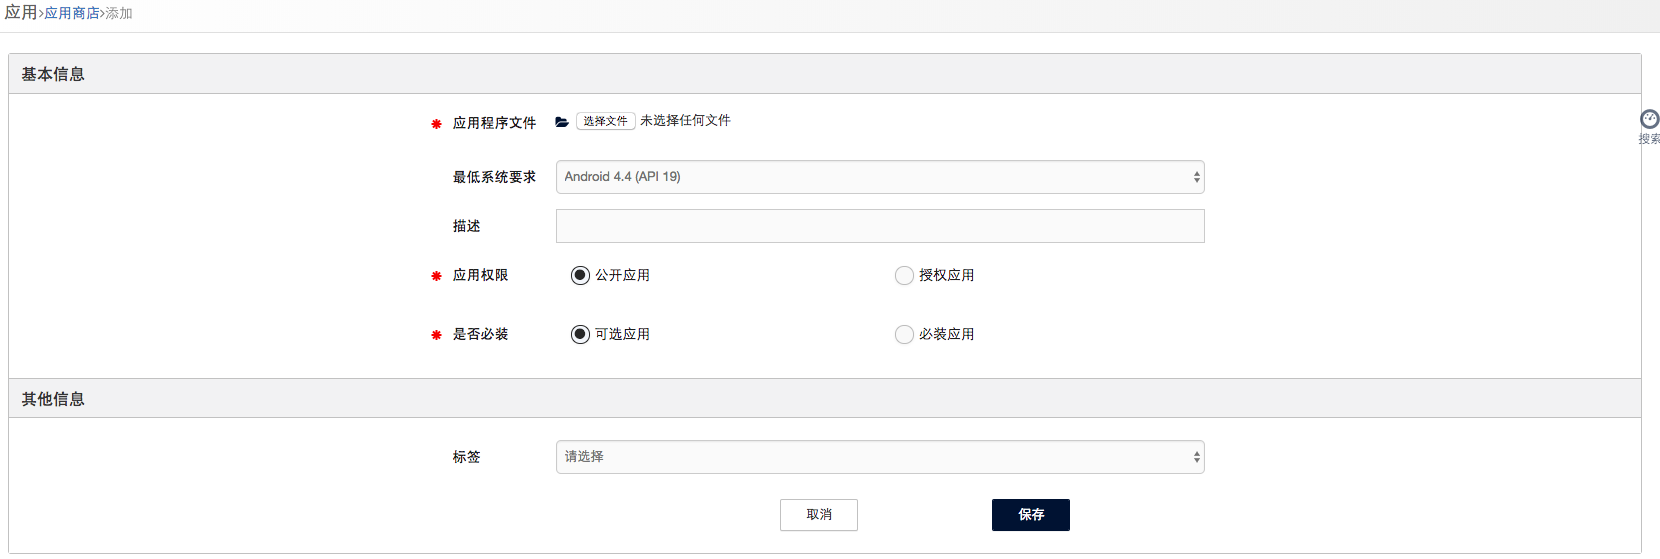 应用>应用商店>添加
基本信息
搜索
* 应用程序文件 选择文件 未选择任何文件
最低系统要求 Android 4.4 (API 19)
描述
* 应用权限 公开应用 授权应用
* 是否必装 可选应用 必装应用
其他信息
标签 请选择
取消 保存